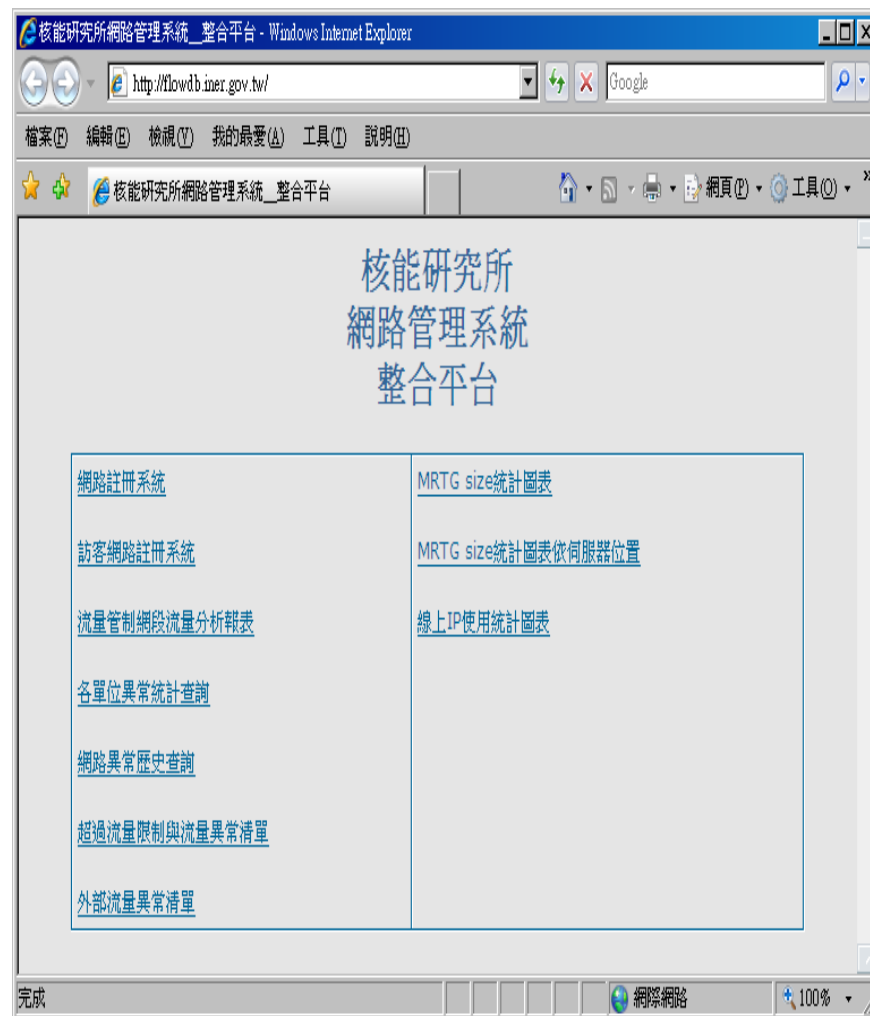 核能研究所網路管理系統__整合平台 - Windows Internet Explorer
http://flowdb.iner.gov.tw/
Google
檔案(F) 編輯(E) 檢視(V) 我的最愛(A) 工具(T) 說明(H)
核能研究所網路管理系統__整合平台
網頁(P)
工具(O)
核能研究所
網路管理系統
整合平台
網路註冊系統
訪客網路註冊系統
流量管制網段流量分析報表
各單位異常統計查詢
網路異常歷史查詢
超過流量限制與流量異常清單
外部流量異常清單
MRTG size統計圖表
MRTG size統計圖表依伺服器位置
線上IP使用統計圖表
完成
網際網路
100%